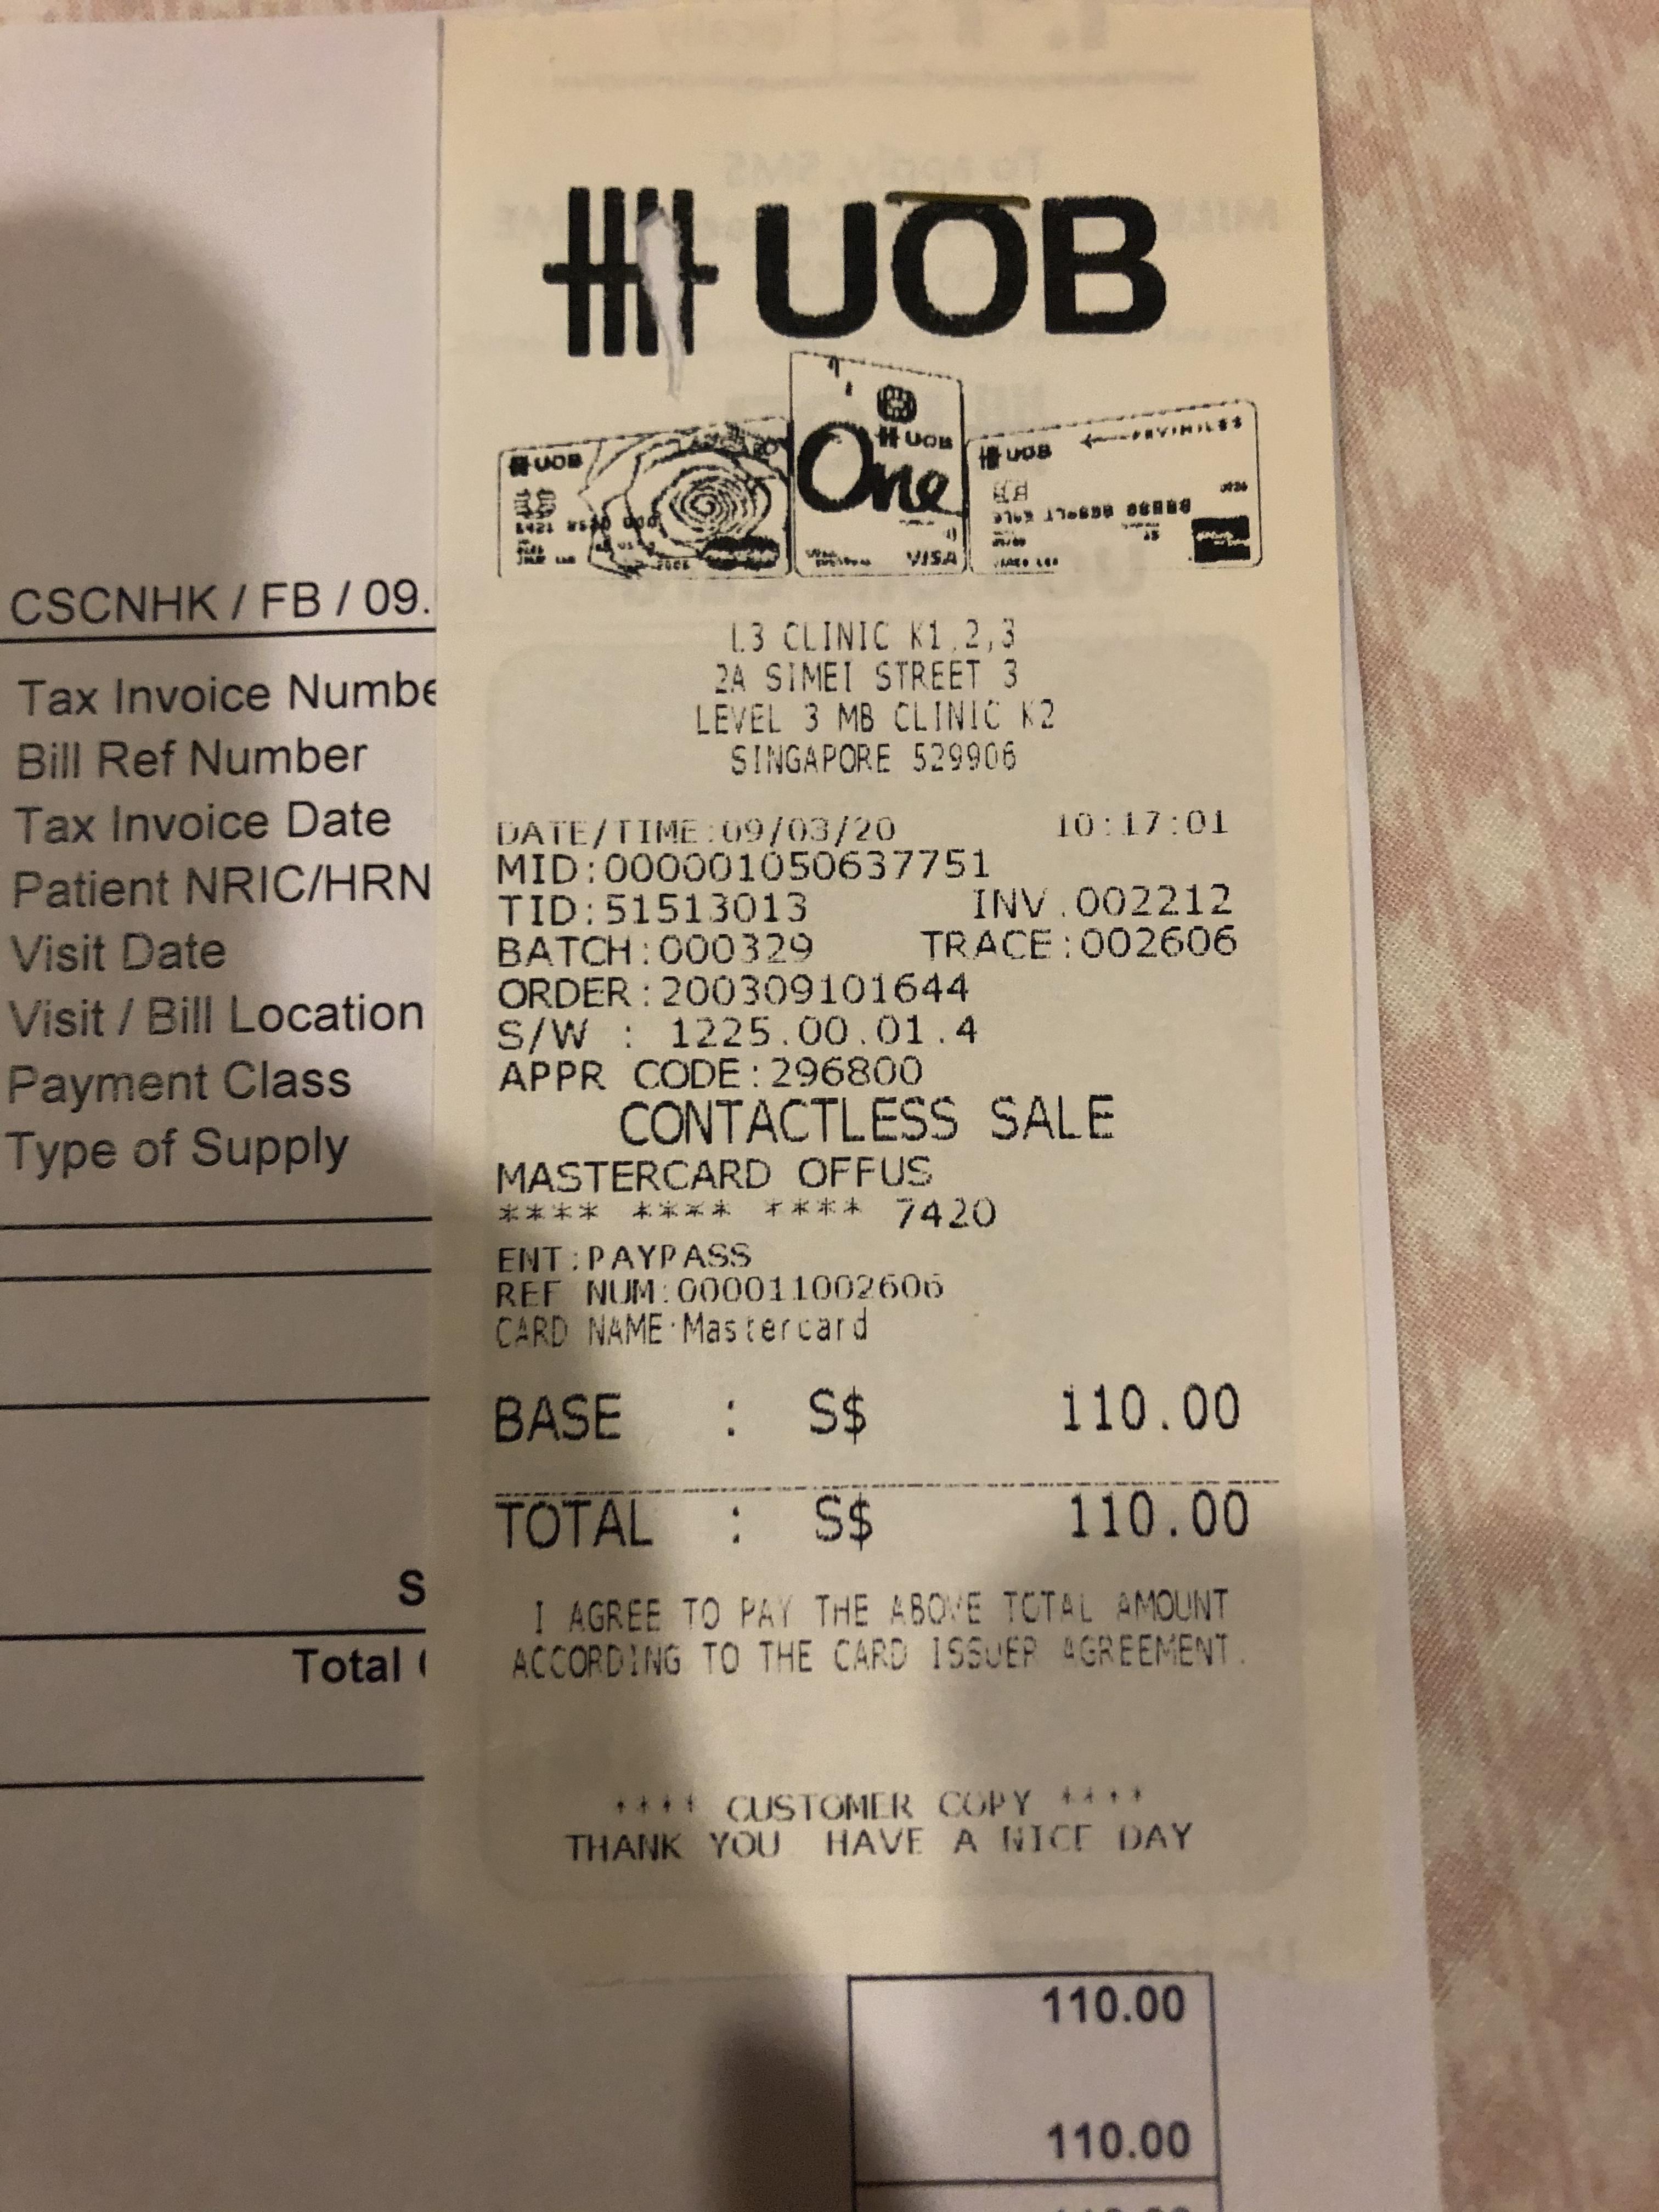 UOB
UOB
UOB
One
UOB
VISA
L3 CLINIC K1,2,3
2A SIMEI STREET 3
LEVEL 3 MB CLINIC K2
SINGAPORE 529906
DATE/TIME:09/03/20 10:17:01
MID:000001050637751
TID:51513013 INV.002212
BATCH:000329 TRACE:002606
ORDER:200309101644
S/W : 1225.00.01.4
APPR CODE:296800
CONTACTLESS SALE
MASTERCARD OFFUS
**** **** **** 7420
ENT:PAYPASS
REF NUM:000011002606
CARD NAME:Mastercard
BASE : S$ 110.00
TOTAL : S$ 110.00
I AGREE TO PAY THE ABOVE TOTAL AMOUNT
ACCORDING TO THE CARD ISSUER AGREEMENT.
**** CUSTOMER COPY ****
THANK YOU HAVE A NICE DAY
CSCNHK / FB / 09.
Tax Invoice Numbe
Bill Ref Number
Tax Invoice Date
Patient NRIC/HRN
Visit Date
Visit / Bill Location
Payment Class
Type of Supply
S
Total
110.00
110.00